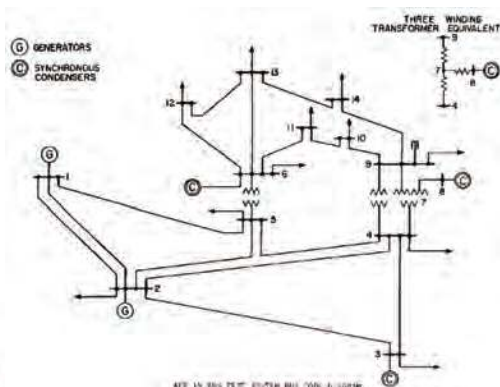 THREE WINDING
TRANSFORMER EQUIVALENT
G GENERATORS
C SYNCHRONOUS
CONDENSERS
9
7
C
8
4
13
14
12
11
10
C
6
9
C
8
7
G
1
5
4
2
G
3
C